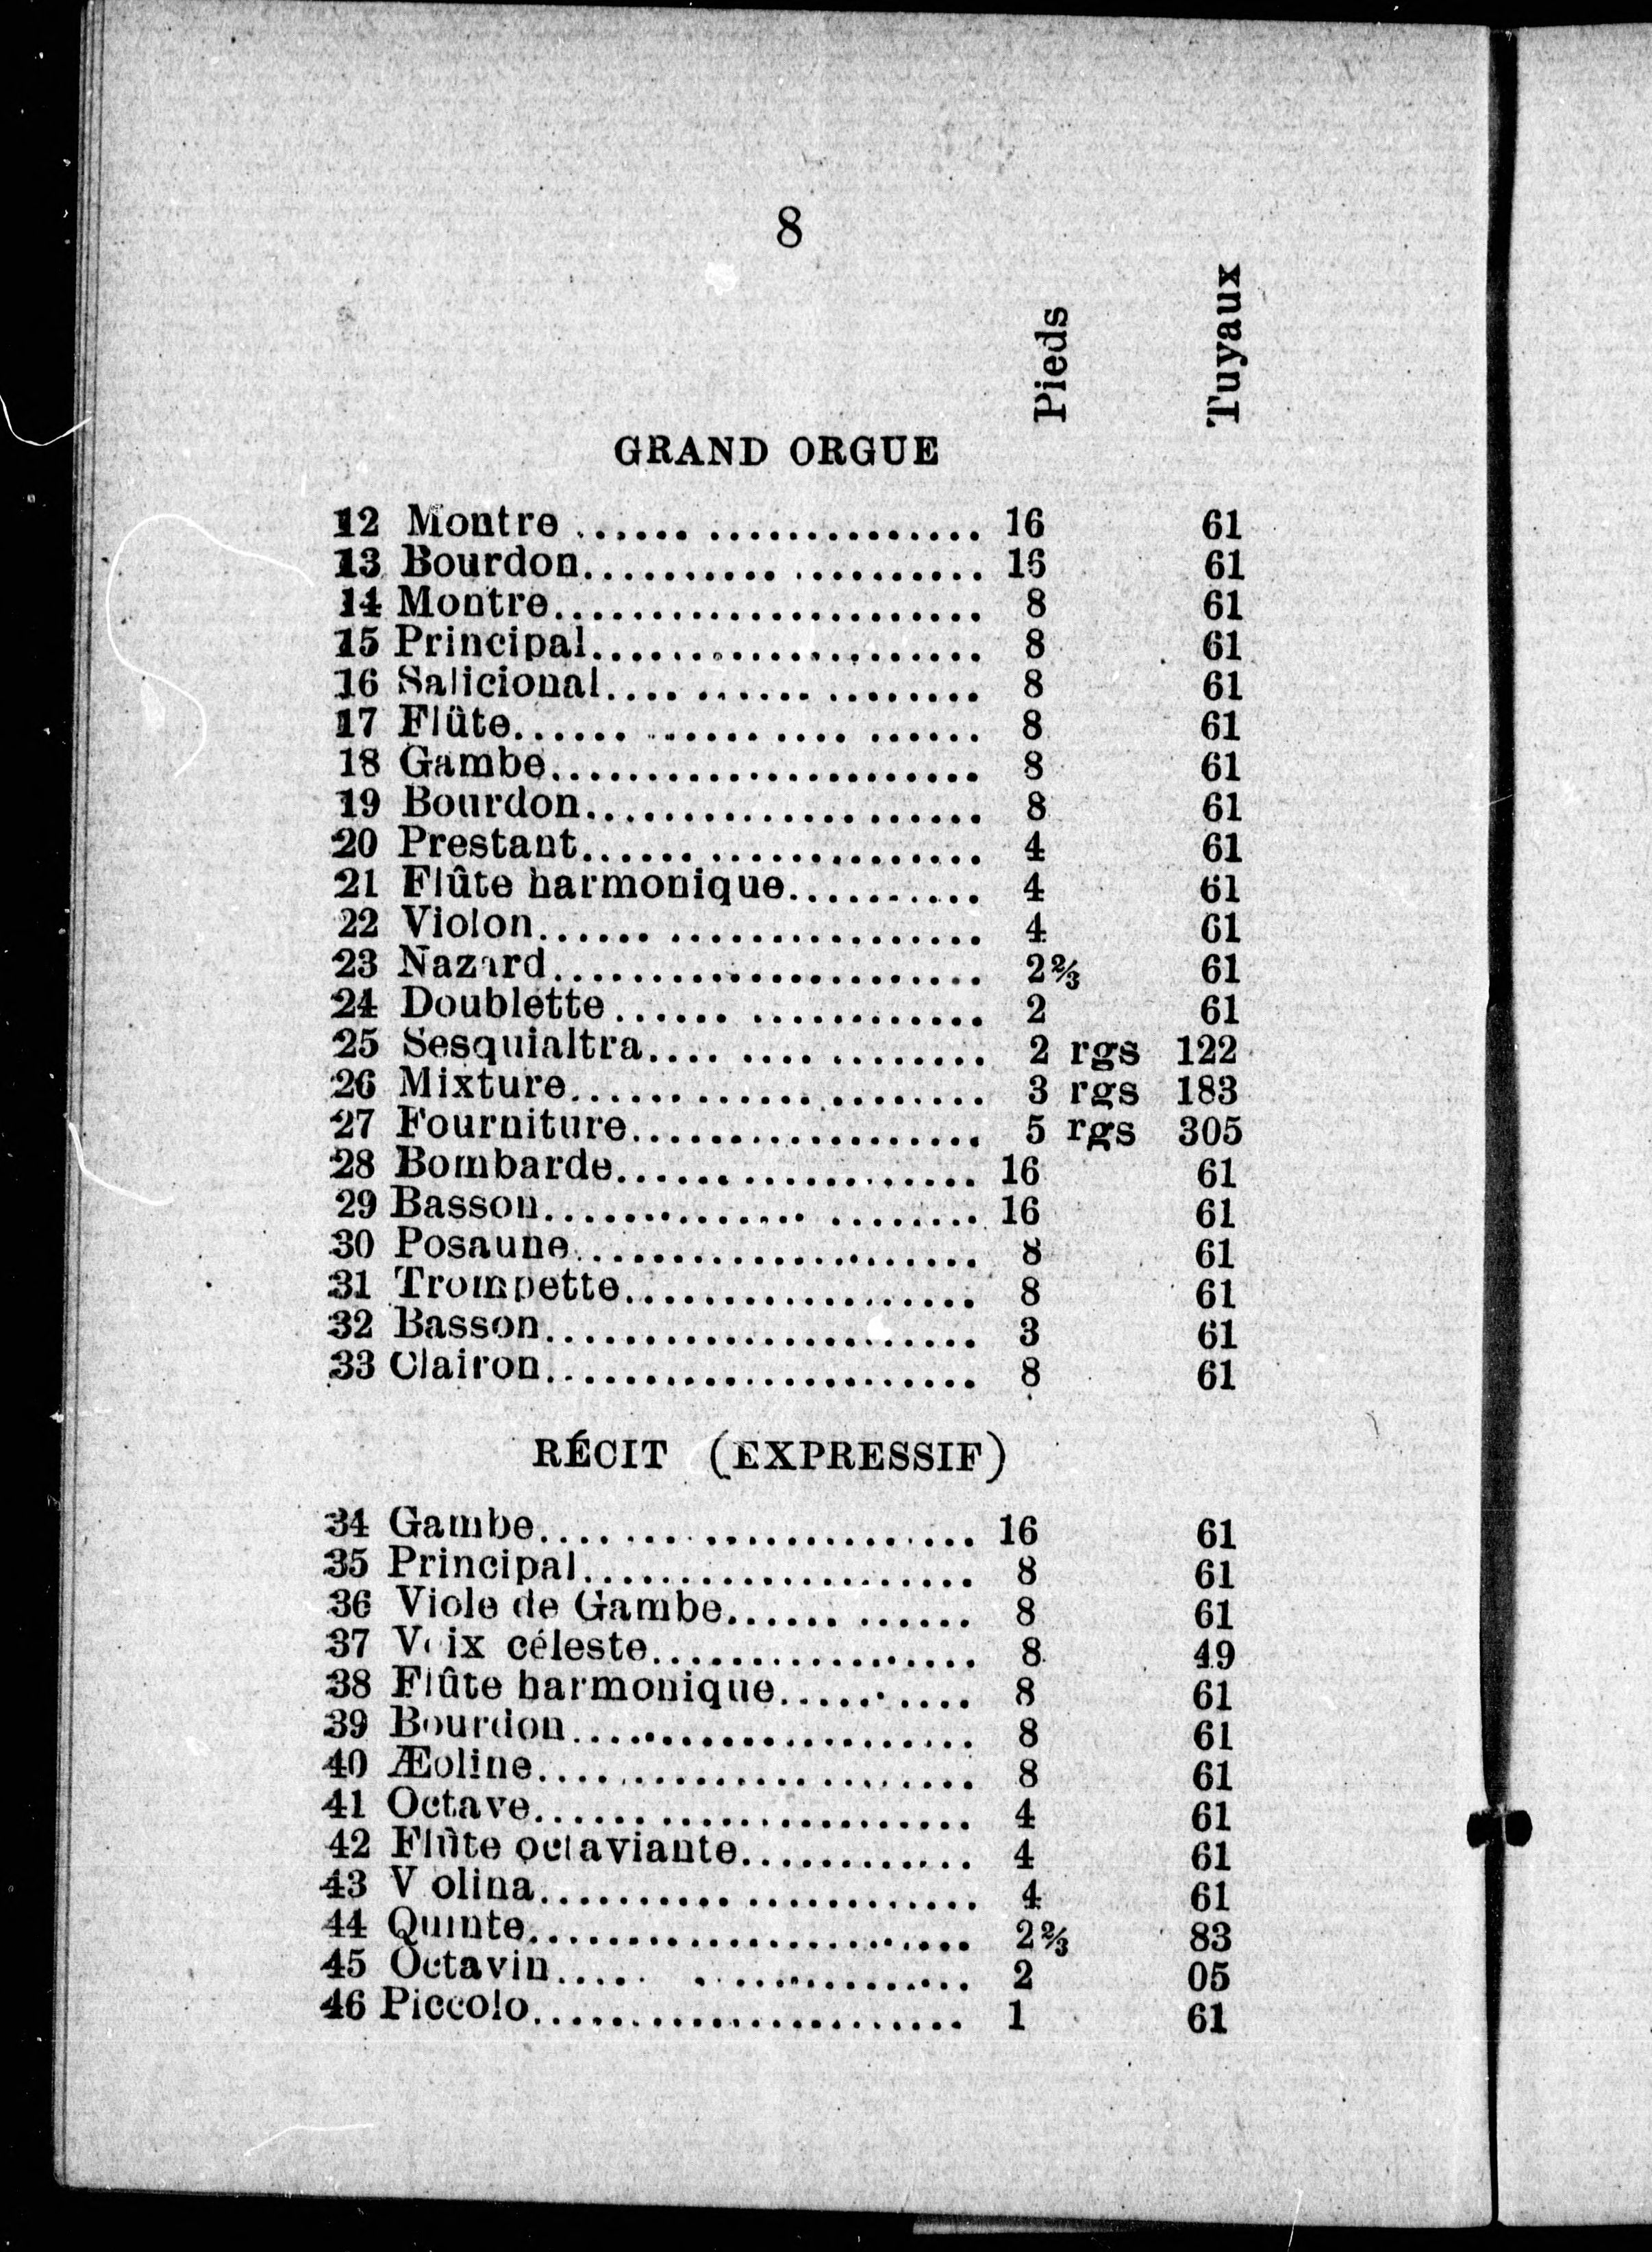 8
Pieds Tuyaux
GRAND ORGUE
12 Montre ...... .............. 16 61
13 Bourdon.......... .......... 16 61
14 Montre...................... 8 61
15 Principal.................... 8 61
16 Salicional.... ...... ........ 8 61
17 Flûte...... ...... .... ...... 8 61
18 Gambe...................... 8 61
19 Bourdon.................... 8 61
20 Prestant...... .............. 4 61
21 Flûte harmonique.......... 4 61
22 Violon...... ................ 4 61
23 Nazard...................... 2⅔ 61
24 Doublette...... ............ 2 61
25 Sesquialtra.... .... ........ 2 rgs 122
26 Mixture...... ...... ........ 3 rgs 183
27 Fourniture.................. 5 rgs 305
28 Bombarde...... ............ 16 61
29 Basson.............. ........ 16 61
30 Posaune.................... 8 61
31 Trompette.................. 8 61
32 Basson...................... 3 61
33 Clairon...................... 8 61
RÉCIT (EXPRESSIF)
34 Gambe.... .................. 16 61
35 Principal.................... 8 61
36 Viole de Gambe...... ...... 8 61
37 Voix céleste................. 8 49
38 Flûte harmonique.......... 8 61
39 Bourdon.................... 8 61
40 Æoline...................... 8 61
41 Octave...................... 4 61
42 Flûte octaviante............ 4 61
43 V olina.......... ............ 4 61
44 Quinte...................... 2⅔ 83
45 Octavin..... .............. 2 05
46 Piccolo...................... 1 61